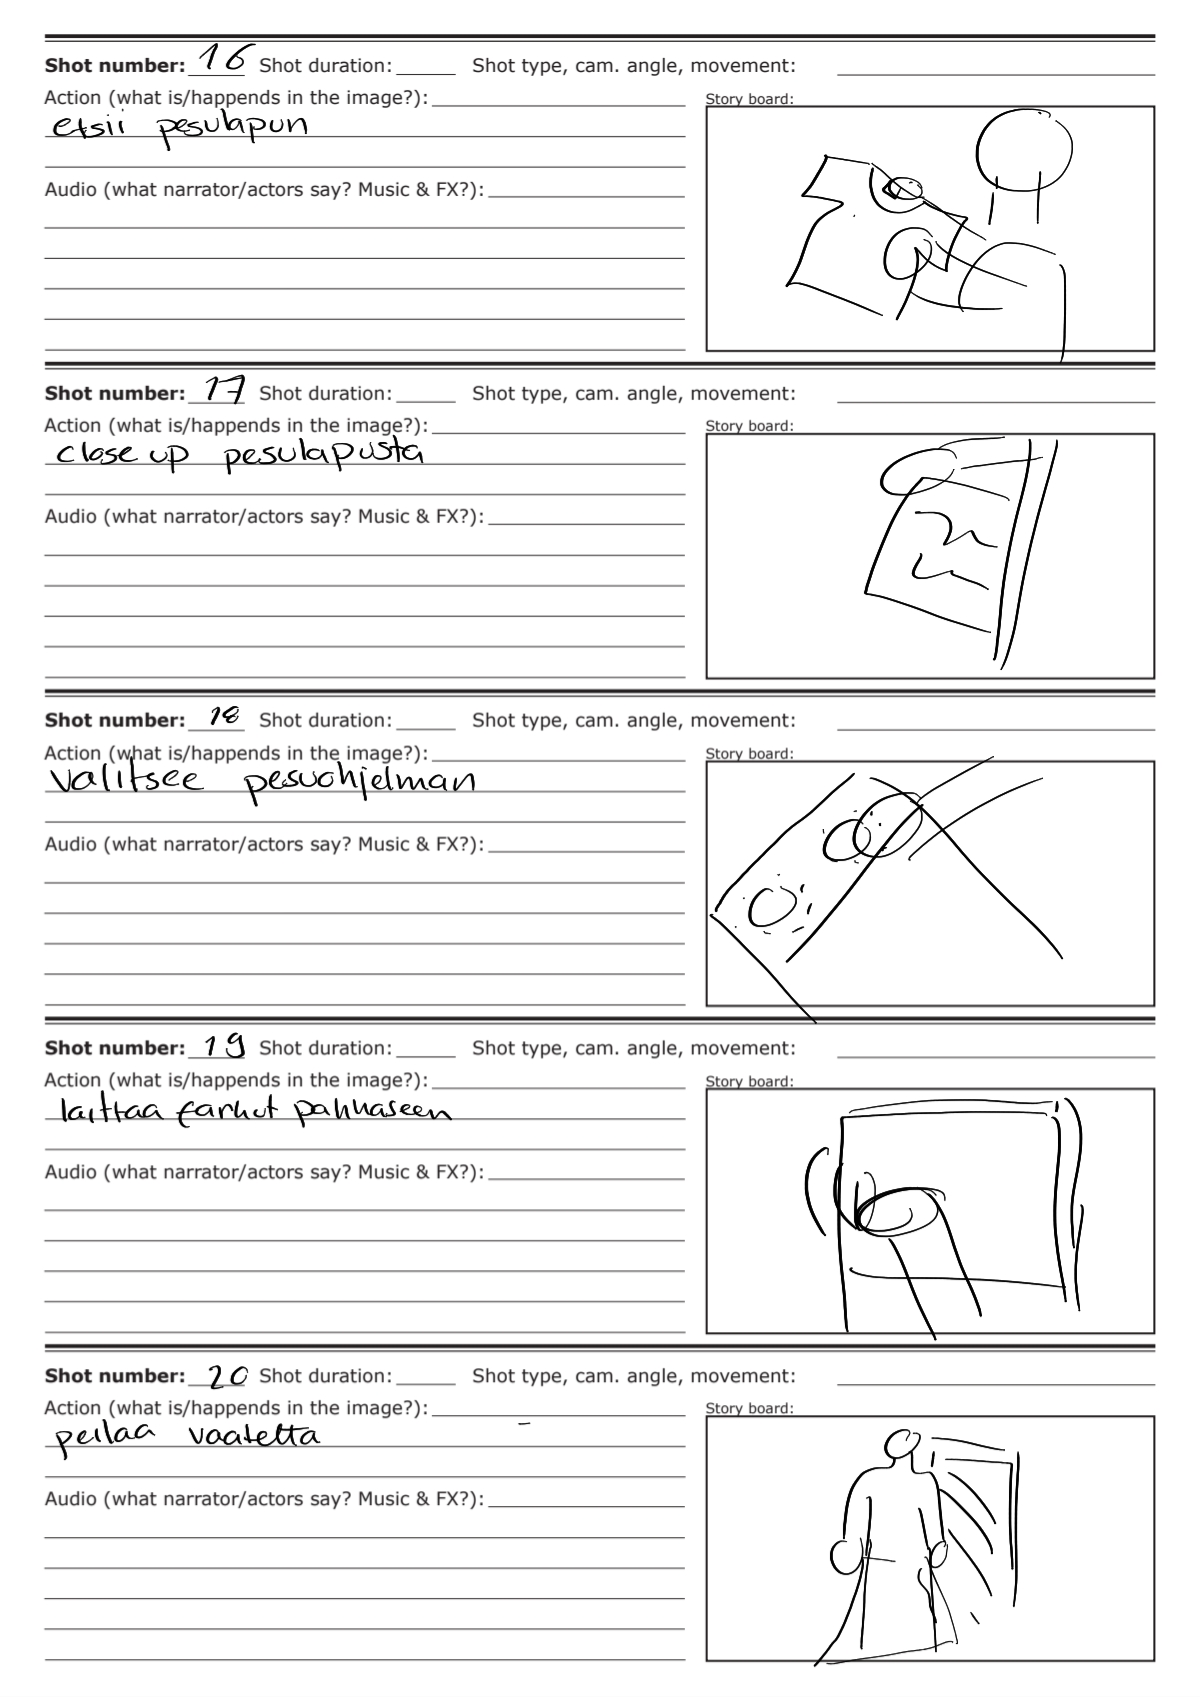 Shot number: 16 Shot duration: Shot type, cam. angle, movement:
Action (what is/happends in the image?):
Story board:
etsii pesulapun
Audio (what narrator/actors say? Music & FX?):
Shot number: 17 Shot duration: Shot type, cam. angle, movement:
Action (what is/happends in the image?):
Story board:
close up pesulapusta
Audio (what narrator/actors say? Music & FX?):
Shot number: 18 Shot duration: Shot type, cam. angle, movement:
Action (what is/happends in the image?):
Story board:
valitsee pesuohjelman
Audio (what narrator/actors say? Music & FX?):
Shot number: 19 Shot duration: Shot type, cam. angle, movement:
Action (what is/happends in the image?):
Story board:
laittaa farkut pakkaseen
Audio (what narrator/actors say? Music & FX?):
Shot number: 20 Shot duration: Shot type, cam. angle, movement:
Action (what is/happends in the image?):
Story board:
peilaa vaatetta
Audio (what narrator/actors say? Music & FX?):